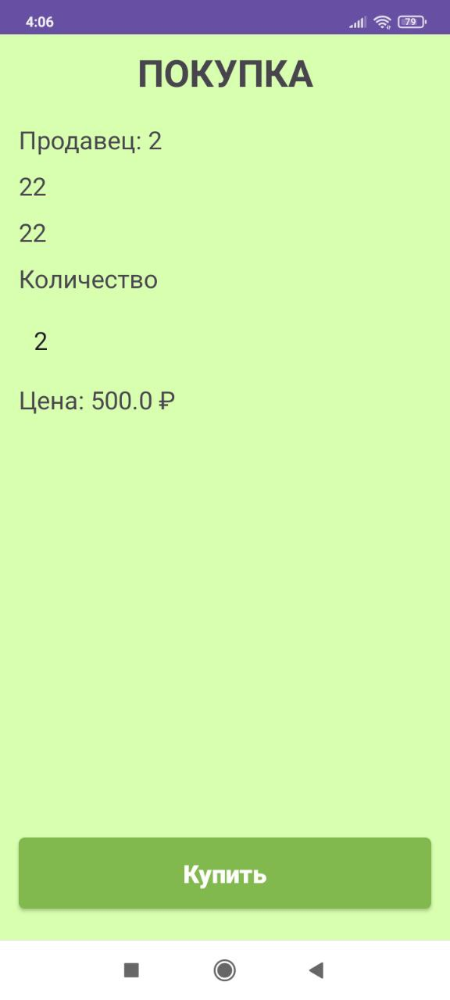 4:06
79
ПОКУПКА
Продавец: 2
22
22
Количество
2
Цена: 500.0 ₽
Купить